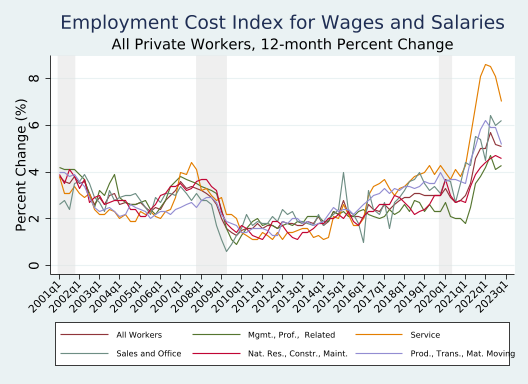 Employment Cost Index for Wages and Salaries
All Private Workers, 12-month Percent Change
Percent Change (%)
8
6
4
2
0
2001q1 2002q1 2003q1 2004q1 2005q1 2006q1 2007q1 2008q1 2009q1 2010q1 2011q1 2012q1 2013q1 2014q1 2015q1 2016q1 2017q1 2018q1 2019q1 2020q1 2021q1 2022q1 2023q1
All Workers Mgmt., Prof., Related Service
Sales and Office Nat. Res., Constr., Maint. Prod., Trans., Mat. Moving